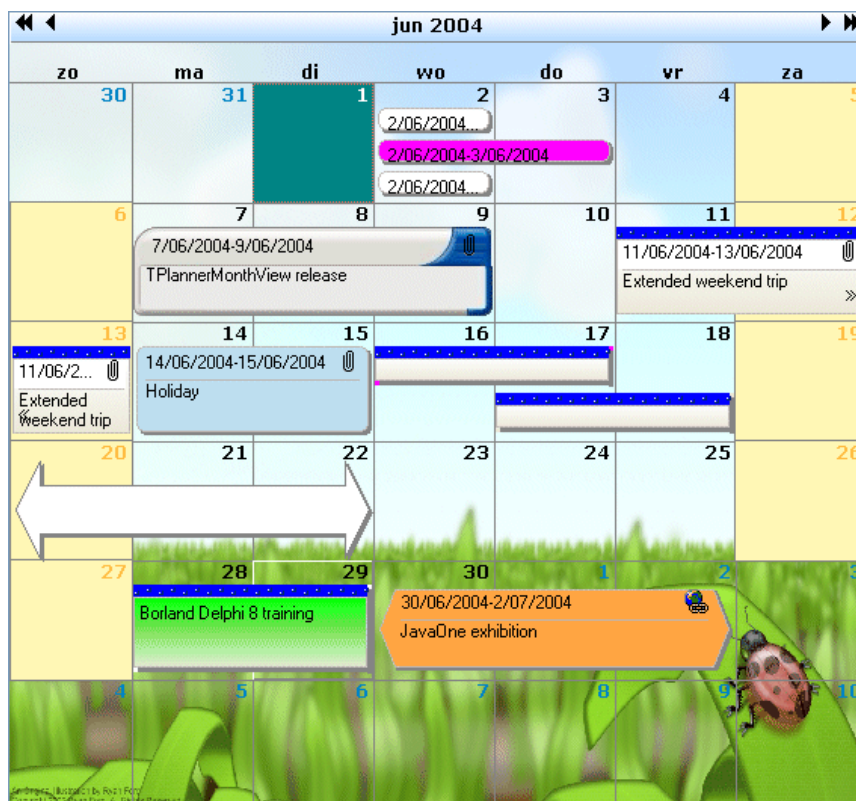 jun 2004
zo ma di wo do vr za
30 31 1 2 3 4 5
2/06/2004...
2/06/2004-3/06/2004
2/06/2004...
6 7 8 9 10 11 12
7/06/2004-9/06/2004
TPlannerMonthView release
11/06/2004-13/06/2004
Extended weekend trip
13 14 15 16 17 18 19
11/06/2...
Extended
weekend trip
14/06/2004-15/06/2004
Holiday
20 21 22 23 24 25 26
27 28 29 30 1 2 3
Borland Delphi 8 training
30/06/2004-2/07/2004
JavaOne exhibition
4 5 6 7 8 9 10